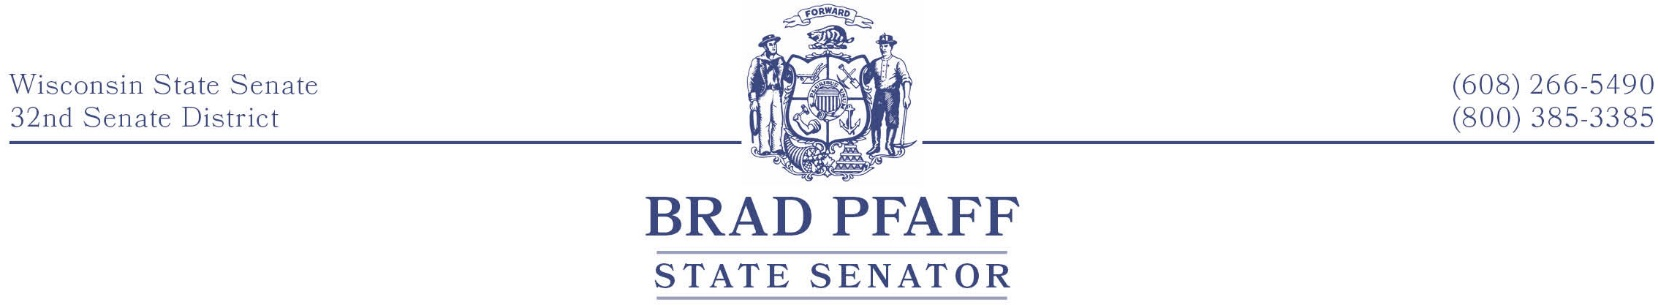 FORWARD
Wisconsin State Senate
32nd Senate District
(608) 266-5490
(800) 385-3385
BRAD PFAFF
STATE SENATOR